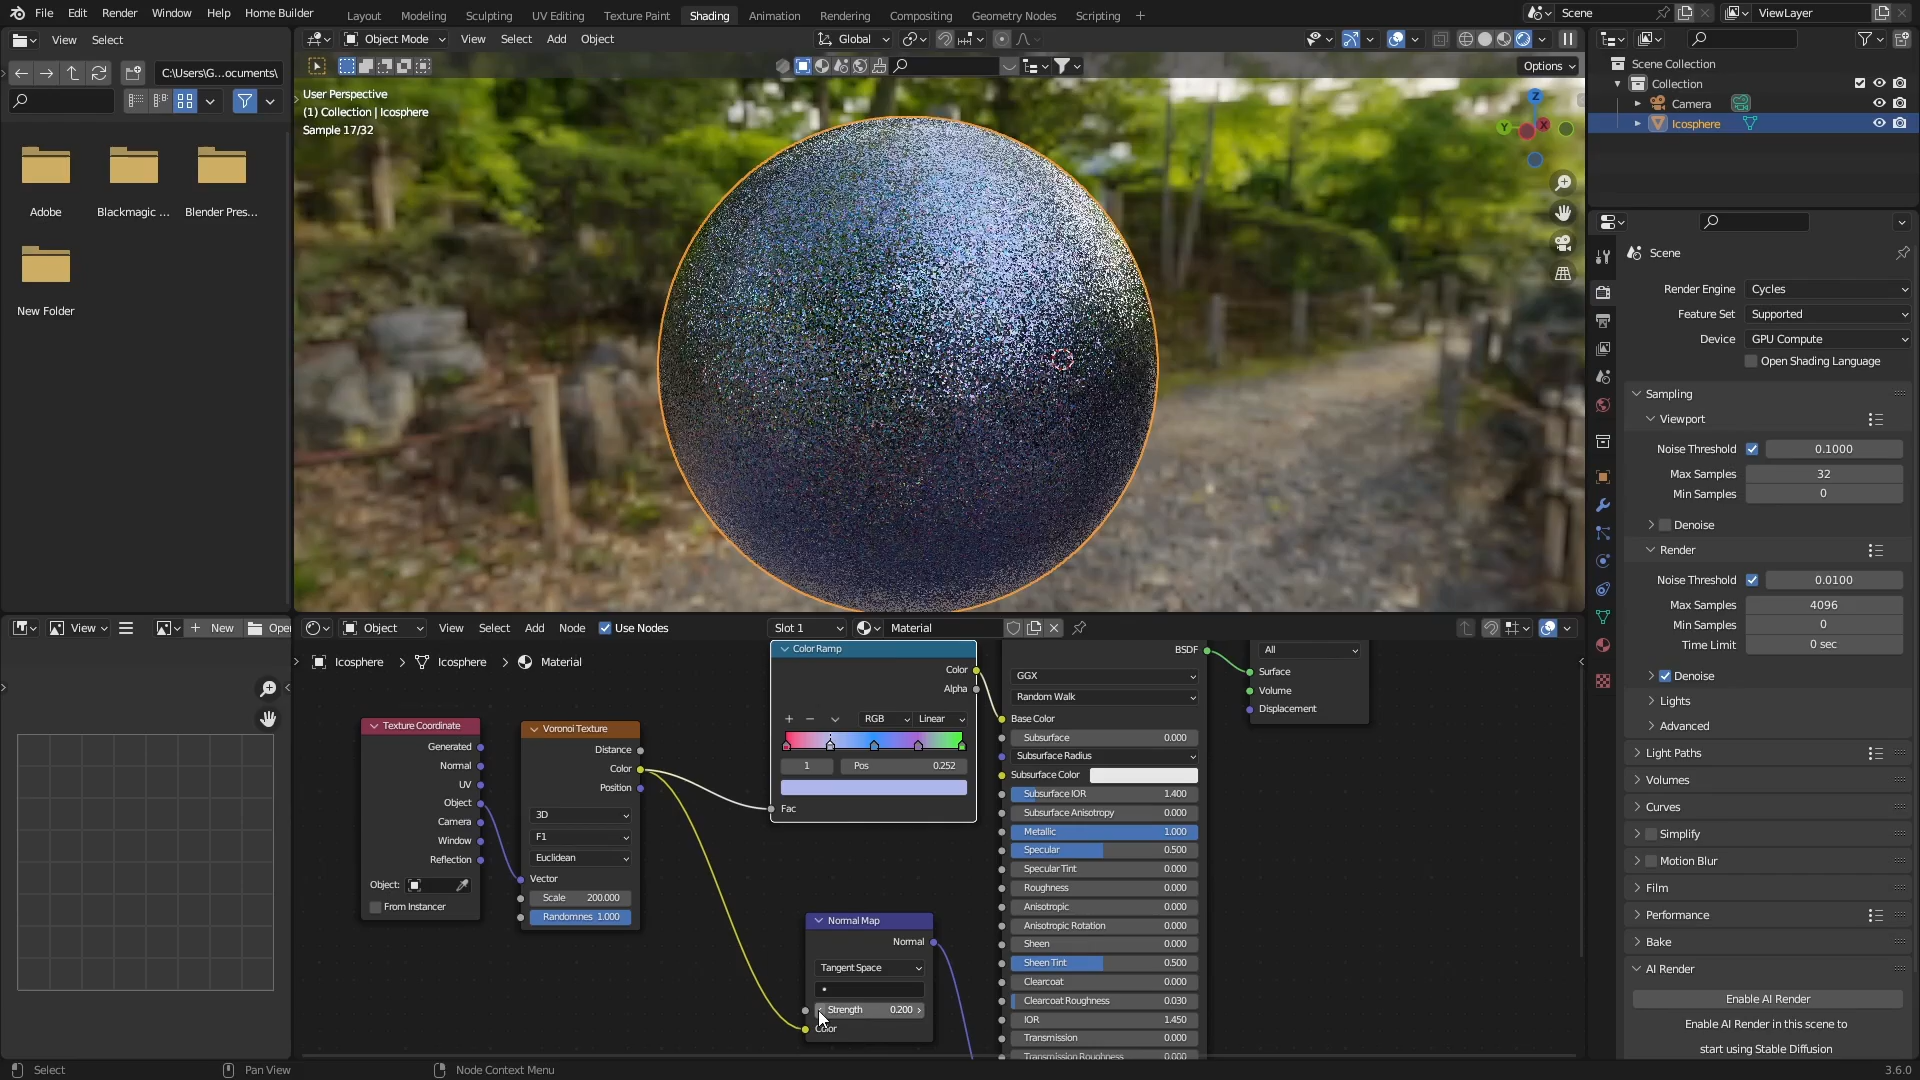 File Edit Render Window Help Home Builder
Layout Modeling Sculpting UV Editing Texture Paint Shading Animation Rendering Compositing Geometry Nodes Scripting +
Scene
ViewLayer
View Select
C:\Users\G...ocuments\
Adobe
Blackmagic ...
Blender Pres...
New Folder
Object Mode View Select Add Object
Global
Options
User Perspective
(1) Collection | Icosphere
Sample 17/32
Z
Y
X
Scene Collection
Collection
Camera
Icosphere
Scene
Render Engine Cycles
Feature Set Supported
Device GPU Compute
Open Shading Language
Sampling
Viewport
Noise Threshold 0.1000
Max Samples 32
Min Samples 0
Denoise
Render
Noise Threshold 0.0100
Max Samples 4096
Min Samples 0
Time Limit 0 sec
Denoise
Lights
Advanced
Light Paths
Volumes
Curves
Simplify
Motion Blur
Film
Performance
Bake
AI Render
Enable AI Render
Enable AI Render in this scene to
start using Stable Diffusion
View
+ New
Open
Object View Select Add Node Use Nodes
Slot 1
Material
Icosphere > Icosphere > Material
Texture Coordinate
Generated
Normal
UV
Object
Camera
Window
Reflection
Object:
From Instancer
Voronoi Texture
Distance
Color
Position
3D
F1
Euclidean
Vector
Scale 200.000
Randomnes 1.000
ColorRamp
Color
Alpha
+ − RGB Linear
1 Pos 0.252
Fac
Normal Map
Normal
Tangent Space
Strength 0.200
Color
BSDF
GGX
Random Walk
Base Color
Subsurface 0.000
Subsurface Radius
Subsurface Color
Subsurface IOR 1.400
Subsurface Anisotropy 0.000
Metallic 1.000
Specular 0.500
Specular Tint 0.000
Roughness 0.000
Anisotropic 0.000
Anisotropic Rotation 0.000
Sheen 0.000
Sheen Tint 0.500
Clearcoat 0.000
Clearcoat Roughness 0.030
IOR 1.450
Transmission 0.000
Transmission Roughness 0.000
All
Surface
Volume
Displacement
Select
Pan View
Node Context Menu
3.6.0